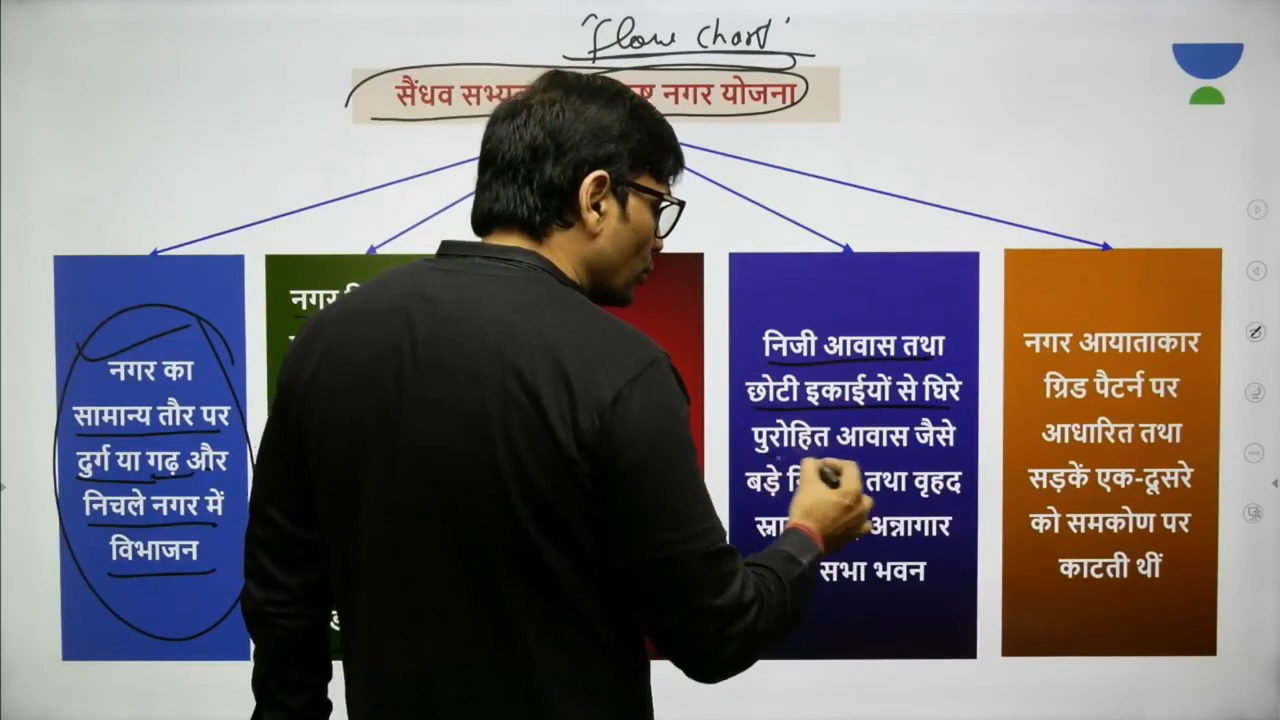 "Flow Chart"
सैंधव नगर योजना
नगर का
सामान्य तौर पर
दुर्ग या गढ़ और
निचले नगर में
विभाजन
नगर
निजी आवास तथा
छोटी इकाईयों से घिरे
पुरोहित आवास जैसे
बड़े तथा वृहद
अन्नागार
सभा भवन
नगर आयाताकार
ग्रिड पैटर्न पर
आधारित तथा
सड़कें एक-दूसरे
को समकोण पर
काटती थीं